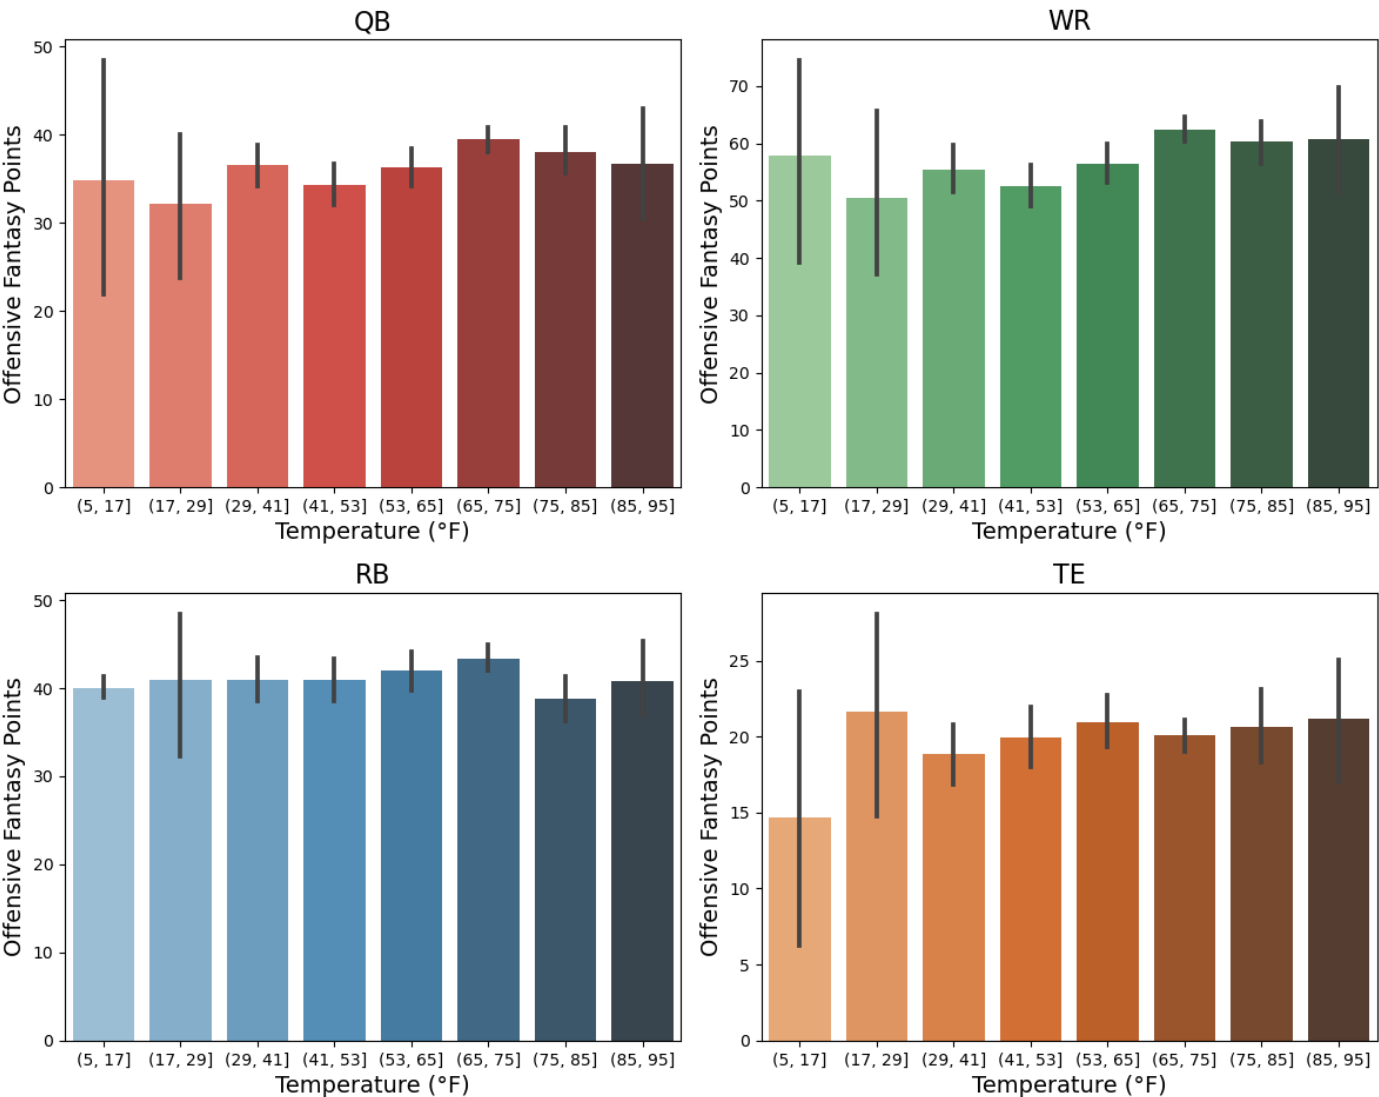 QB
50
40
30
20
10
0
Offensive Fantasy Points
(5, 17] (17, 29] (29, 41] (41, 53] (53, 65] (65, 75] (75, 85] (85, 95]
Temperature (°F)
WR
70
60
50
40
30
20
10
0
Offensive Fantasy Points
(5, 17] (17, 29] (29, 41] (41, 53] (53, 65] (65, 75] (75, 85] (85, 95]
Temperature (°F)
RB
50
40
30
20
10
0
Offensive Fantasy Points
(5, 17] (17, 29] (29, 41] (41, 53] (53, 65] (65, 75] (75, 85] (85, 95]
Temperature (°F)
TE
25
20
15
10
5
0
Offensive Fantasy Points
(5, 17] (17, 29] (29, 41] (41, 53] (53, 65] (65, 75] (75, 85] (85, 95]
Temperature (°F)